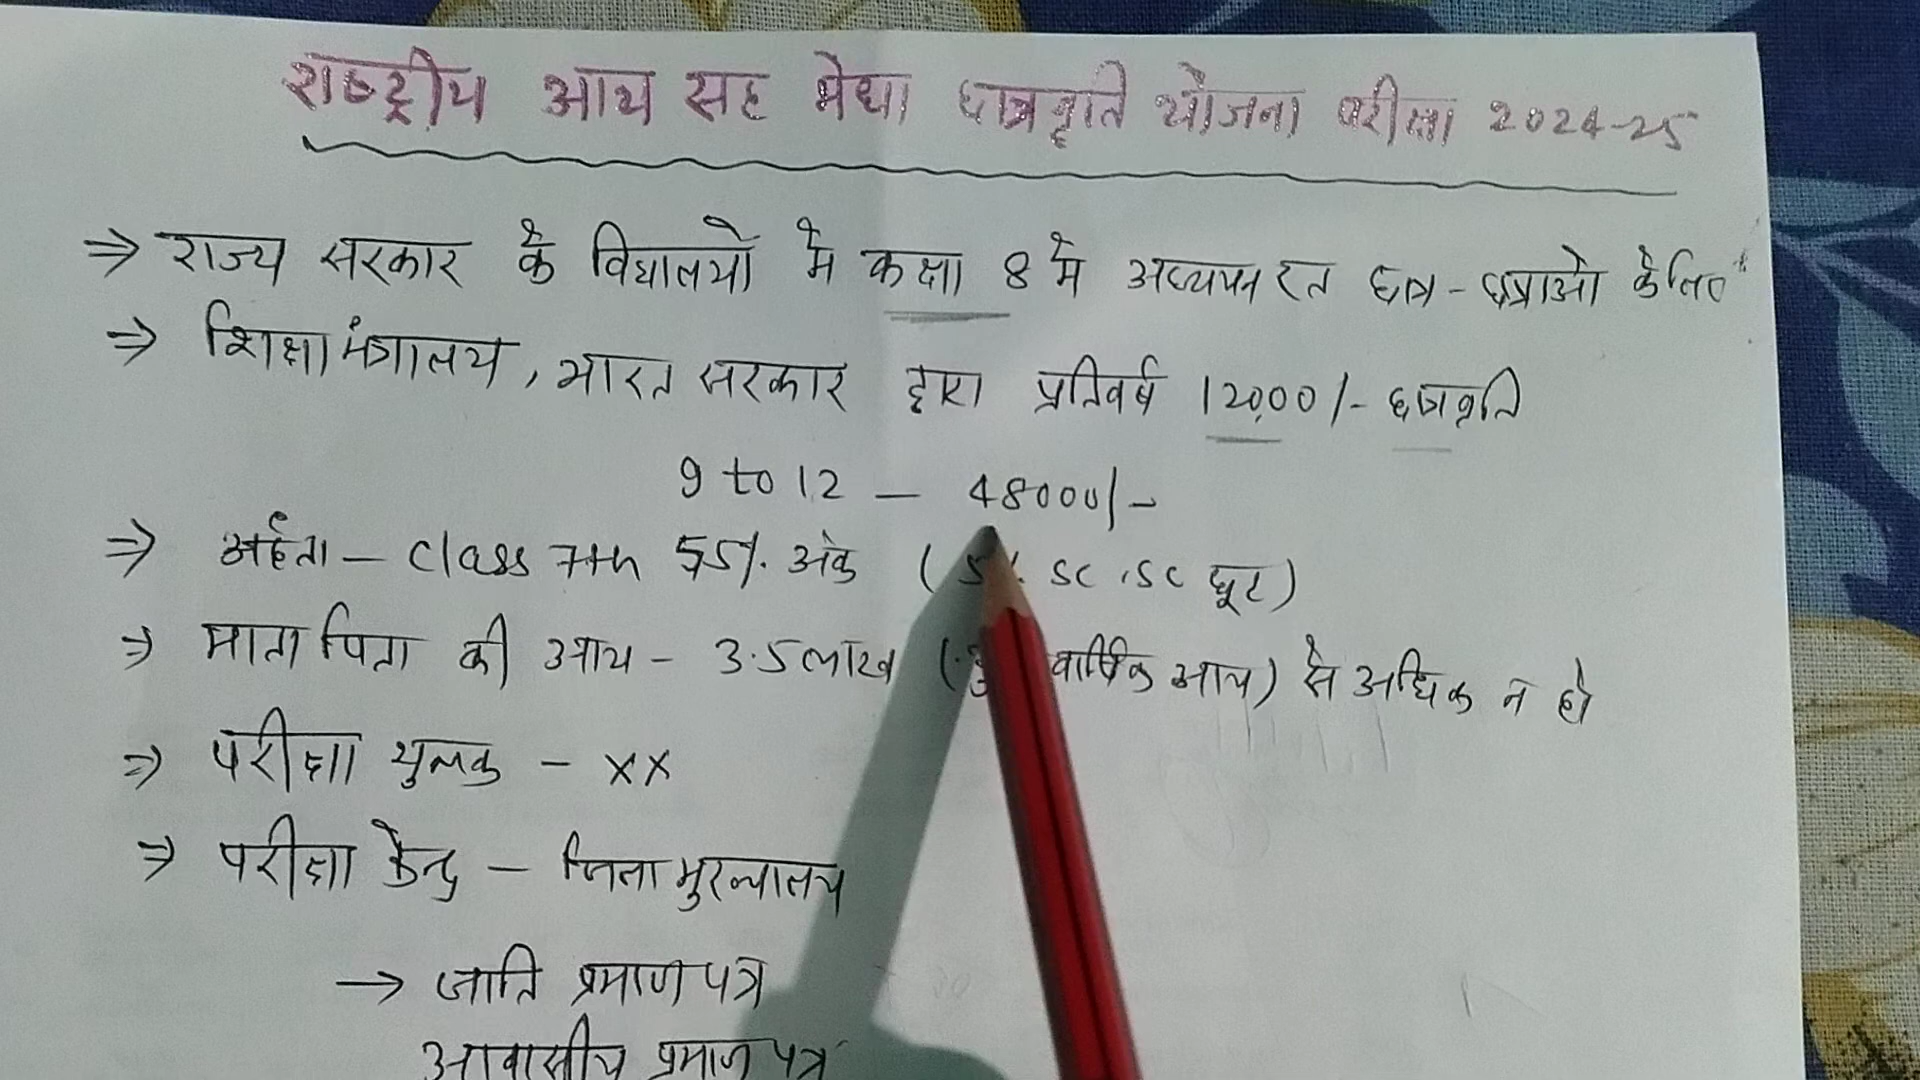 राष्ट्रीय आय सह मेधा छात्रवृति योजना परीक्षा 2024-25
⇒ राज्य सरकार के विद्यालयों में कक्षा 8 में अध्ययनरत छात्र - छात्राओ के लिए
⇒ शिक्षा मंत्रालय, भारत सरकार द्वारा प्रतिवर्ष 12000/- छात्रवृति
9 to 12 - 48000/-
⇒ अर्हता - Class 7th 55% अंक ( 5% SC , SC छूट )
⇒ माता पिता की आय - 3.5 लाख ( वार्षिक आय) से अधिक न हो
⇒ परीक्षा शुल्क - xx
⇒ परीक्षा केन्द्र - जिला मुख्यालय
→ जाति प्रमाण पत्र
आवासीय प्रमाण पत्र